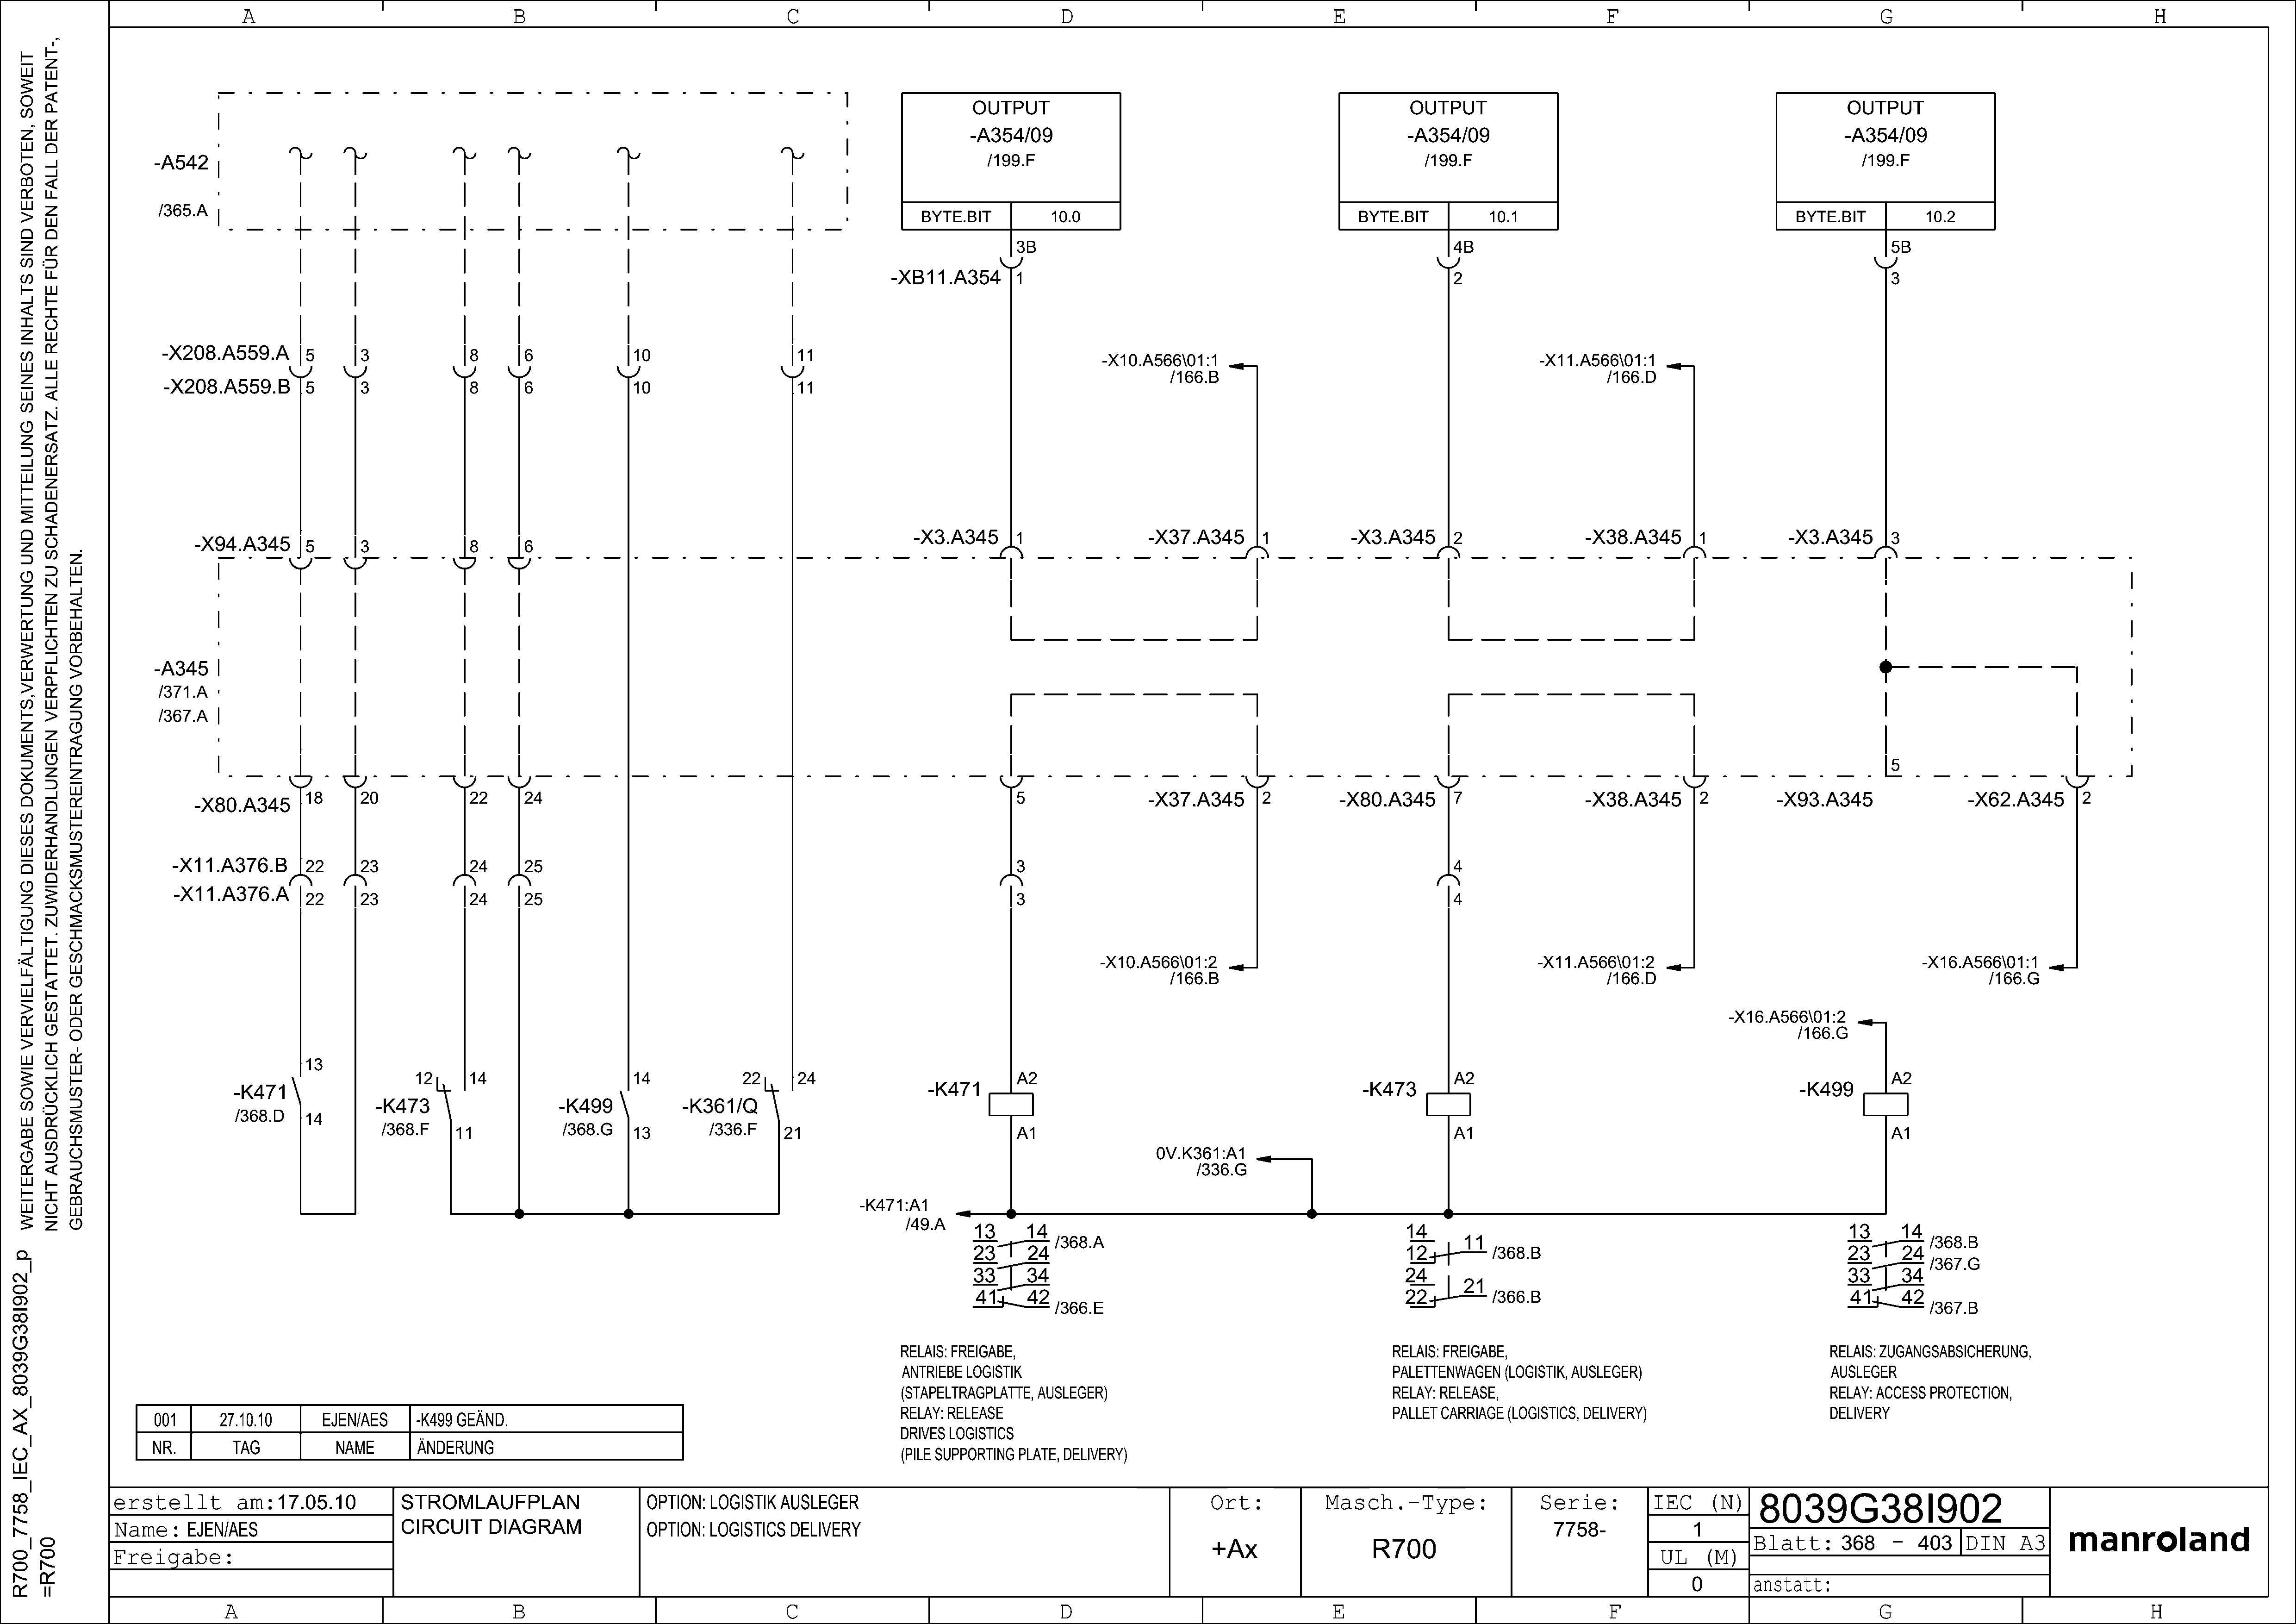 A B C D E F G H
WEITERGABE SOWIE VERVIELFÄLTIGUNG DIESES DOKUMENTS,VERWERTUNG UND MITTEILUNG SEINES INHALTS SIND VERBOTEN, SOWEIT
NICHT AUSDRÜCKLICH GESTATTET. ZUWIDERHANDLUNGEN VERPFLICHTEN ZU SCHADENERSATZ. ALLE RECHTE FÜR DEN FALL DER PATENT-,
GEBRAUCHSMUSTER- ODER GESCHMACKSMUSTEREINTRAGUNG VORBEHALTEN.
R700_7758_IEC_AX_8039G38I902_p
=R700
OUTPUT OUTPUT OUTPUT
-A354/09 -A354/09 -A354/09
/199.F /199.F /199.F
-A542
/365.A
BYTE.BIT 10.0 BYTE.BIT 10.1 BYTE.BIT 10.2
3B 4B 5B
-XB11.A354 1 2 3
-X208.A559.A 5 3 8 6 10 11
-X208.A559.B 5 3 8 6 10 11
-X10.A566\01:1 -X11.A566\01:1
/166.B /166.D
-X94.A345 5 3 8 6
-X3.A345 1 -X37.A345 1 -X3.A345 2 -X38.A345 1 -X3.A345 3
-A345
/371.A
/367.A
5
-X80.A345 18 20 22 24
5 -X37.A345 2 -X80.A345 7 -X38.A345 2 -X93.A345 -X62.A345 2
-X11.A376.B 22 23 24 25 3 4
-X11.A376.A 22 23 24 25 3 4
-X10.A566\01:2 -X11.A566\01:2 -X16.A566\01:1
/166.B /166.D /166.G
-X16.A566\01:2
/166.G
13 12 14 14 22 24 A2 A2 A2
-K471 -K473 -K499 -K361/Q -K471 -K473 -K499
/368.D /368.F /368.G /336.F
14 11 13 21 A1 A1 A1
0V.K361:A1
/336.G
-K471:A1
/49.A
13 14 /368.A
23 24
33 34
41 42 /366.E
14
12 11 /368.B
24
22 21 /366.B
13 14 /368.B
23 24 /367.G
33 34
41 42 /367.B
RELAIS: FREIGABE,
ANTRIEBE LOGISTIK
(STAPELTRAGPLATTE, AUSLEGER)
RELAY: RELEASE
DRIVES LOGISTICS
(PILE SUPPORTING PLATE, DELIVERY)
RELAIS: FREIGABE,
PALETTENWAGEN (LOGISTIK, AUSLEGER)
RELAY: RELEASE,
PALLET CARRIAGE (LOGISTICS, DELIVERY)
RELAIS: ZUGANGSABSICHERUNG,
AUSLEGER
RELAY: ACCESS PROTECTION,
DELIVERY
001 27.10.10 EJEN/AES -K499 GEÄND.
NR. TAG NAME ÄNDERUNG
erstellt am:17.05.10
Name: EJEN/AES
Freigabe:
STROMLAUFPLAN
CIRCUIT DIAGRAM
OPTION: LOGISTIK AUSLEGER
OPTION: LOGISTICS DELIVERY
Ort:
+Ax
Masch.-Type:
R700
Serie:
7758-
IEC (N)
1
UL (M)
0
8039G38I902
Blatt: 368 - 403 DIN A3
anstatt:
manroland
A B C D E F G H